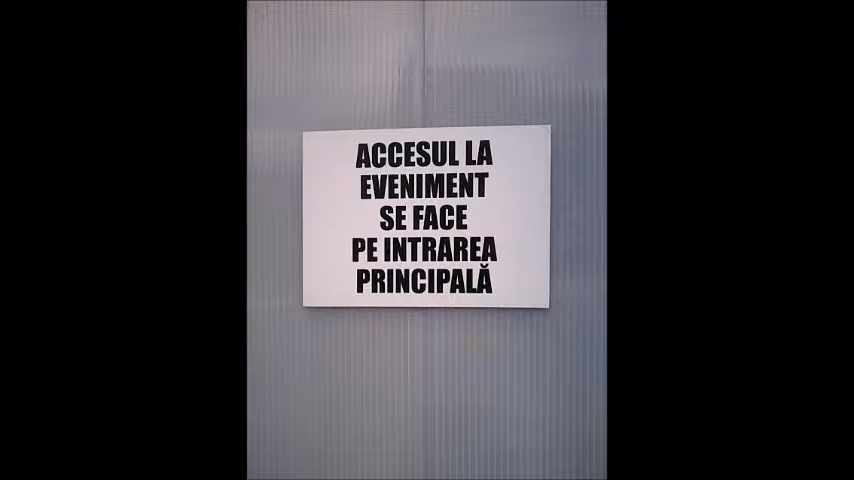 ACCESUL LA
EVENIMENT
SE FACE
PE INTRAREA
PRINCIPALĂ